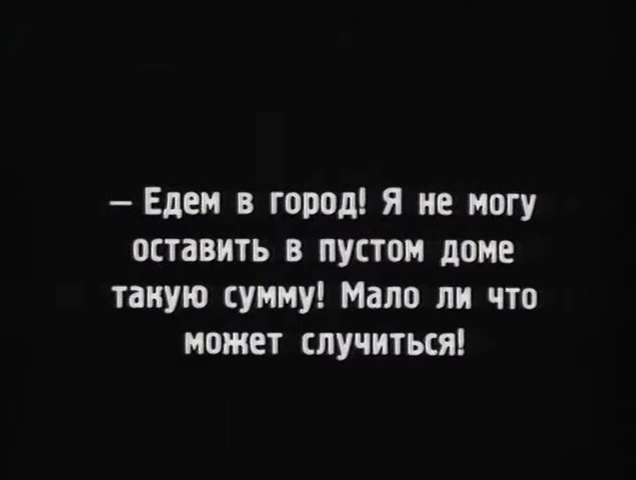 – Едем в город! Я не могу
оставить в пустом доме
такую сумму! Мало ли что
может случиться!